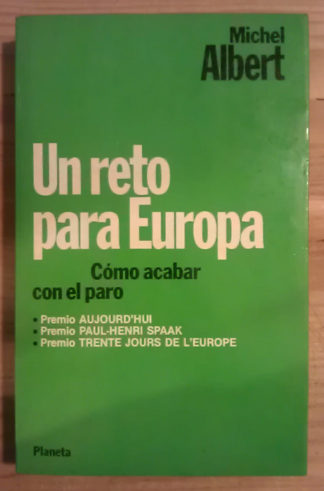 Michel
Albert
Un reto
para Europa
Cómo acabar
con el paro
• Premio AUJOURD'HUI
• Premio PAUL-HENRI SPAAK
• Premio TRENTE JOURS DE L'EUROPE
Planeta